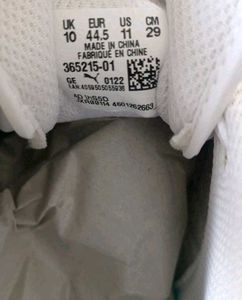 UK EUR US CM
10 44.5 11 29
MADE IN CHINA
FABRIQUÉ EN CHINE
365215-01
GE 0122
4601262663